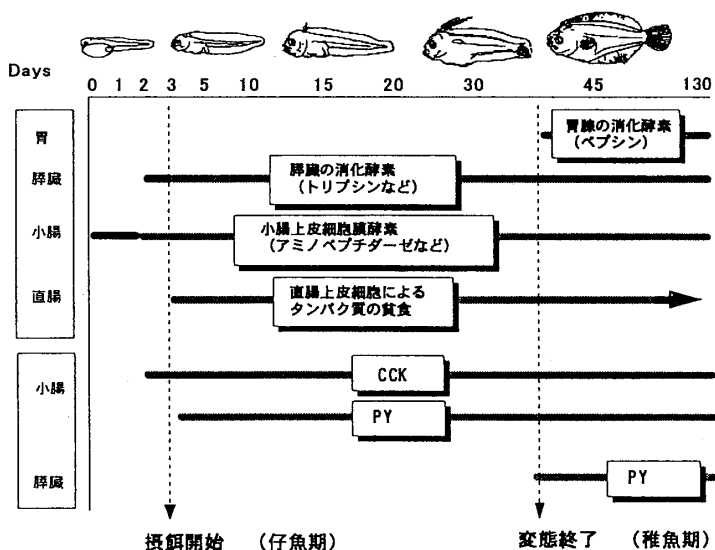 Days
0 1 2 3 5 10 15 20 30 45 130
胃
胃腺の消化酵素
(ペプシン)
膵臓
膵臓の消化酵素
(トリプシンなど)
小腸
小腸上皮細胞膜酵素
(アミノペプチダーゼなど)
直腸
直腸上皮細胞による
タンパク質の貧食
小腸
CCK
PY
膵臓
PY
摂餌開始 (仔魚期) 変態終了 (稚魚期)